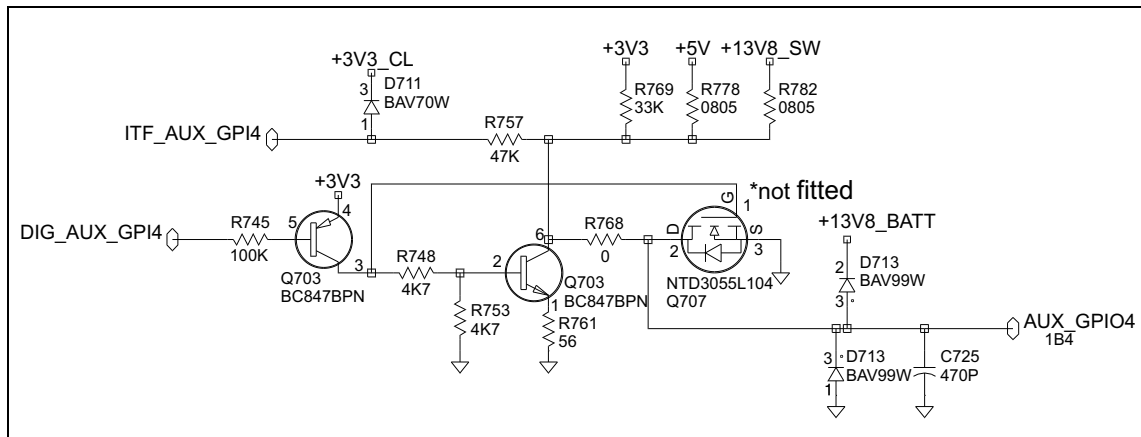 +3V3_CL
+3V3
+5V
+13V8_SW
3
D711
BAV70W
1
R769
33K
R778
0805
R782
0805
ITF_AUX_GPI4
R757
47K
+3V3
*not fitted
G
1
+13V8_BATT
DIG_AUX_GPI4
R745
100K
5
4
3
Q703
BC847BPN
R748
4K7
R753
4K7
2
6
1
Q703
BC847BPN
R761
56
R768
0
D
2
S
3
NTD3055L104
Q707
2
D713
BAV99W
3
AUX_GPIO4
1B4
3
D713
BAV99W
1
C725
470P